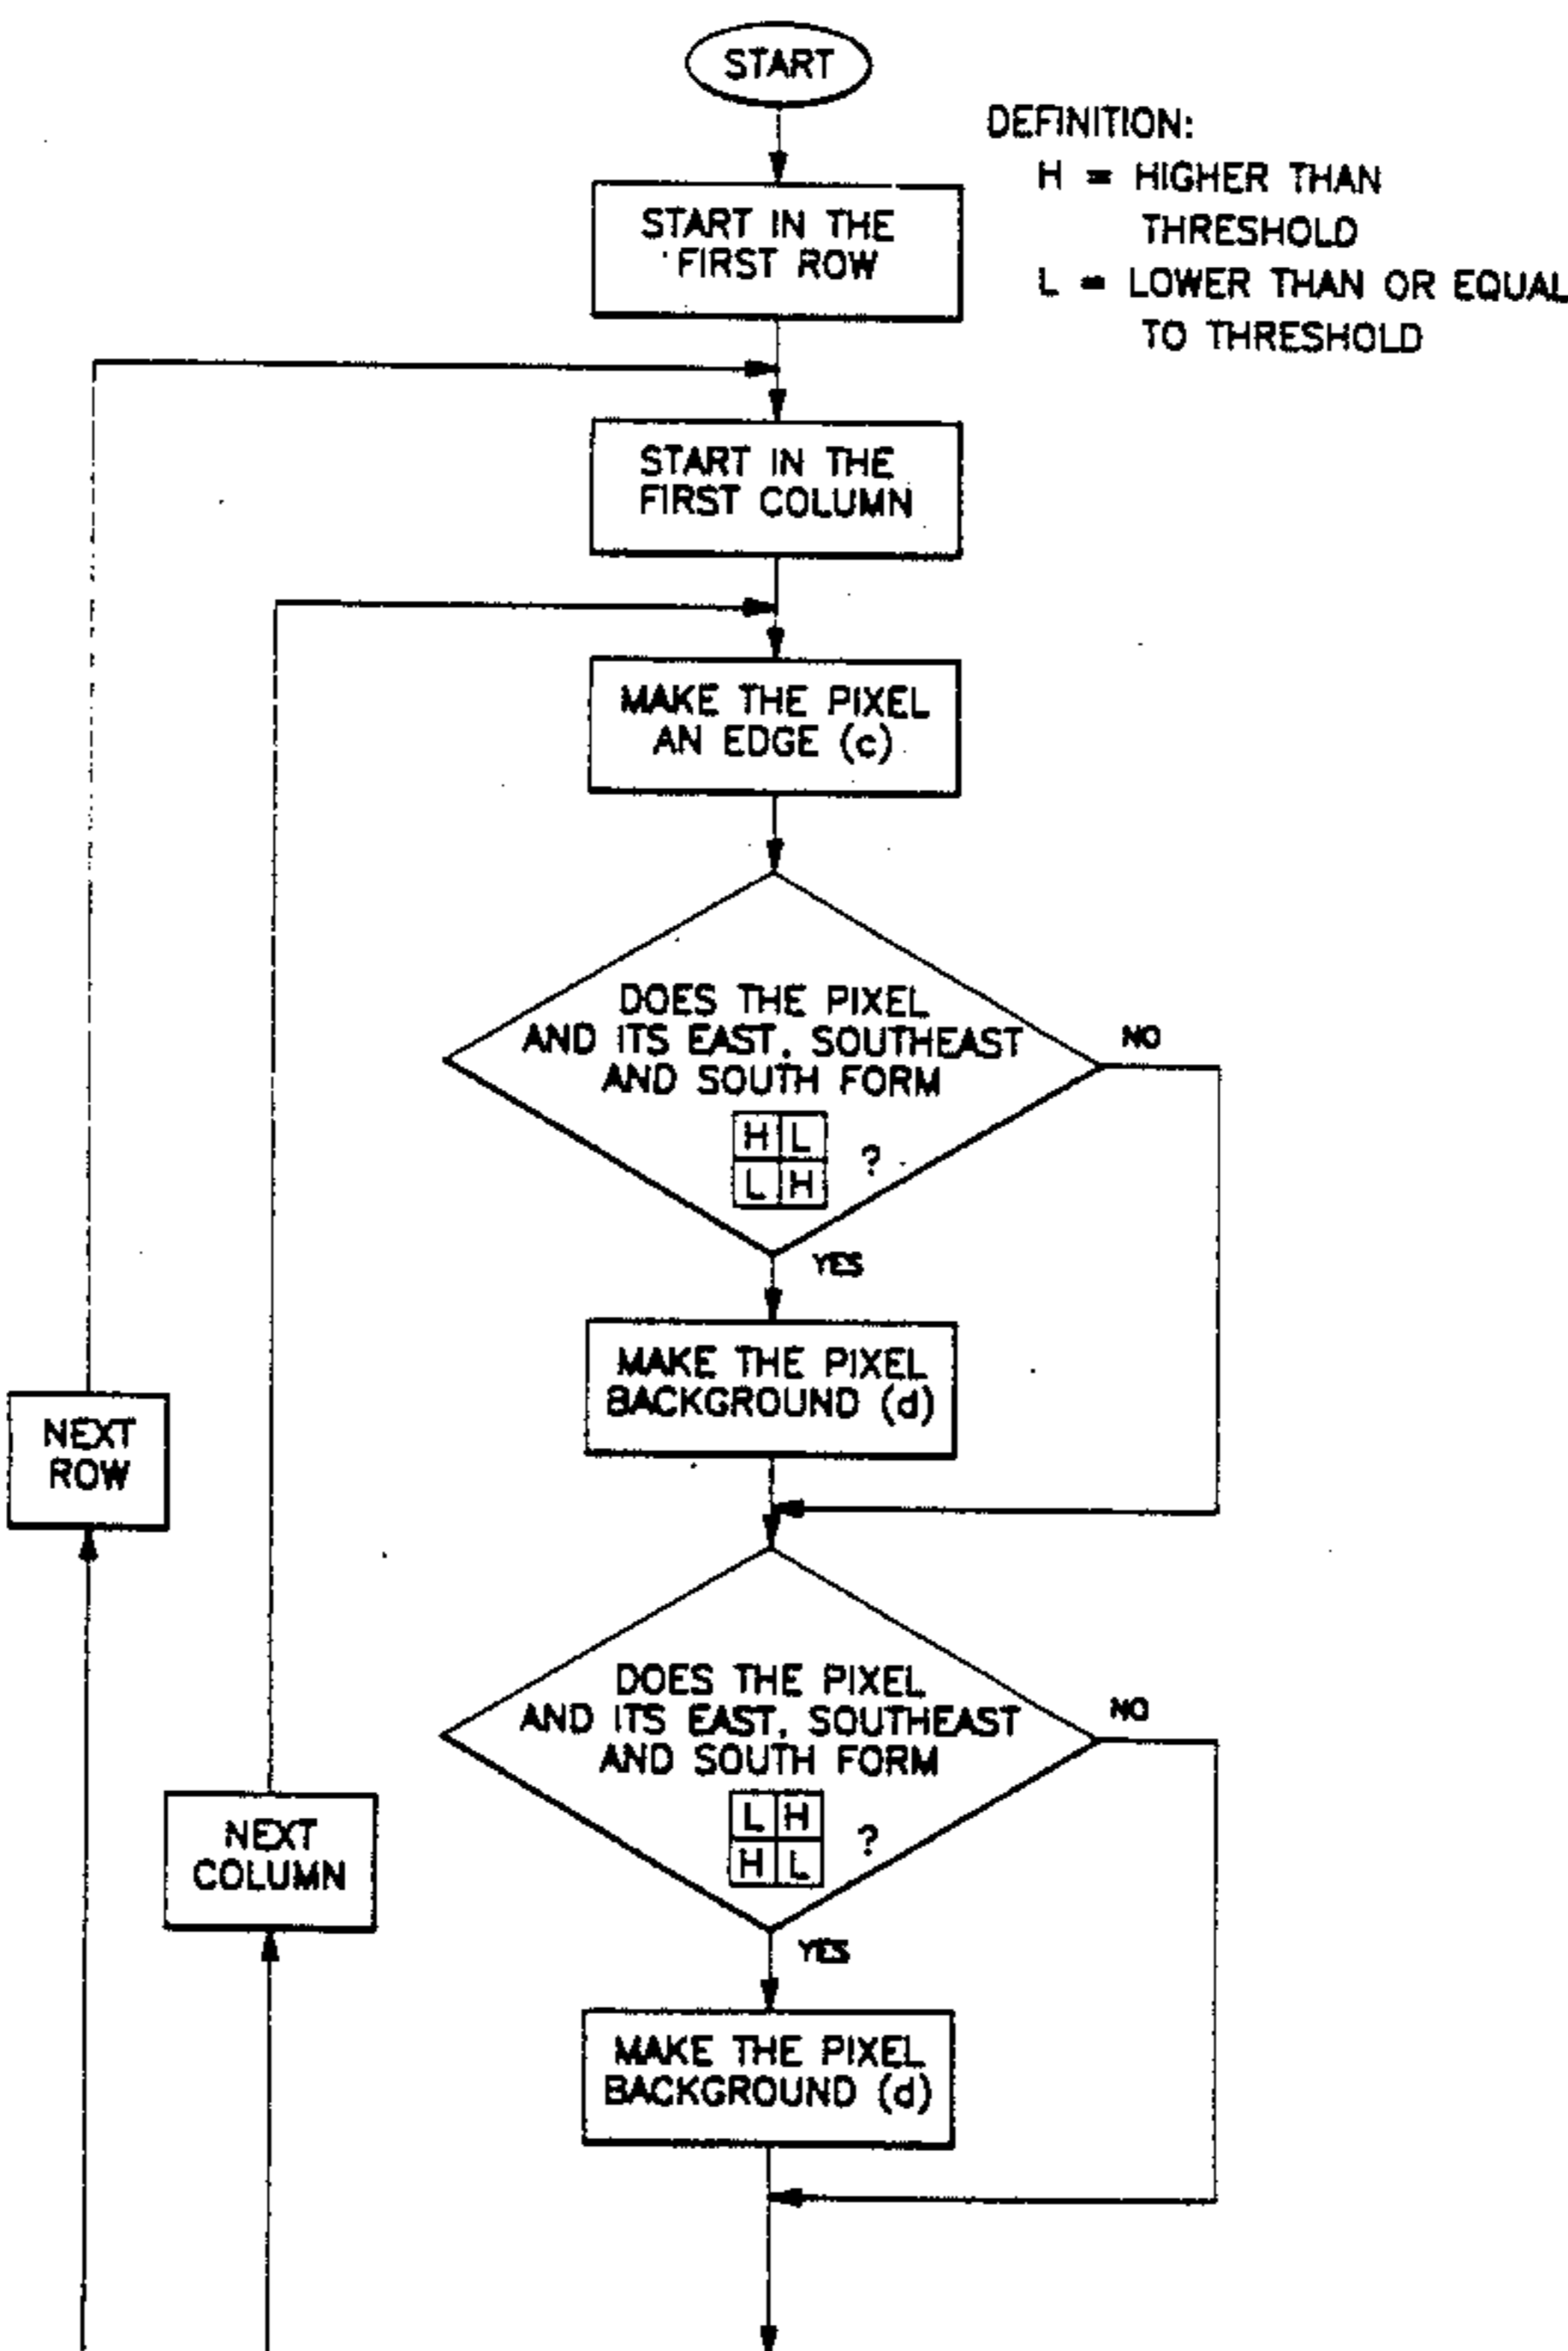 START
DEFINITION:
H = HIGHER THAN
THRESHOLD
L = LOWER THAN OR EQUAL
TO THRESHOLD
START IN THE
FIRST ROW
START IN THE
FIRST COLUMN
MAKE THE PIXEL
AN EDGE (c)
DOES THE PIXEL
AND ITS EAST, SOUTHEAST
AND SOUTH FORM
H L
L H
?
NO
YES
MAKE THE PIXEL
BACKGROUND (d)
NEXT
ROW
DOES THE PIXEL
AND ITS EAST, SOUTHEAST
AND SOUTH FORM
L H
H L
?
NO
YES
NEXT
COLUMN
MAKE THE PIXEL
BACKGROUND (d)